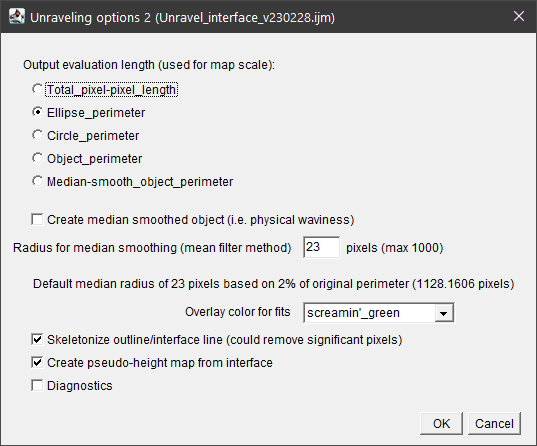 Unraveling options 2 (Unravel_interface_v230228.ijm)
Output evaluation length (used for map scale):
Total_pixel-pixel_length
Ellipse_perimeter
Circle_perimeter
Object_perimeter
Median-smooth_object_perimeter
Create median smoothed object (i.e. physical waviness)
Radius for median smoothing (mean filter method) 23 pixels (max 1000)
Default median radius of 23 pixels based on 2% of original perimeter (1128.1606 pixels)
Overlay color for fits screamin'_green
Skeletonize outline/interface line (could remove significant pixels)
Create pseudo-height map from interface
Diagnostics
OK Cancel